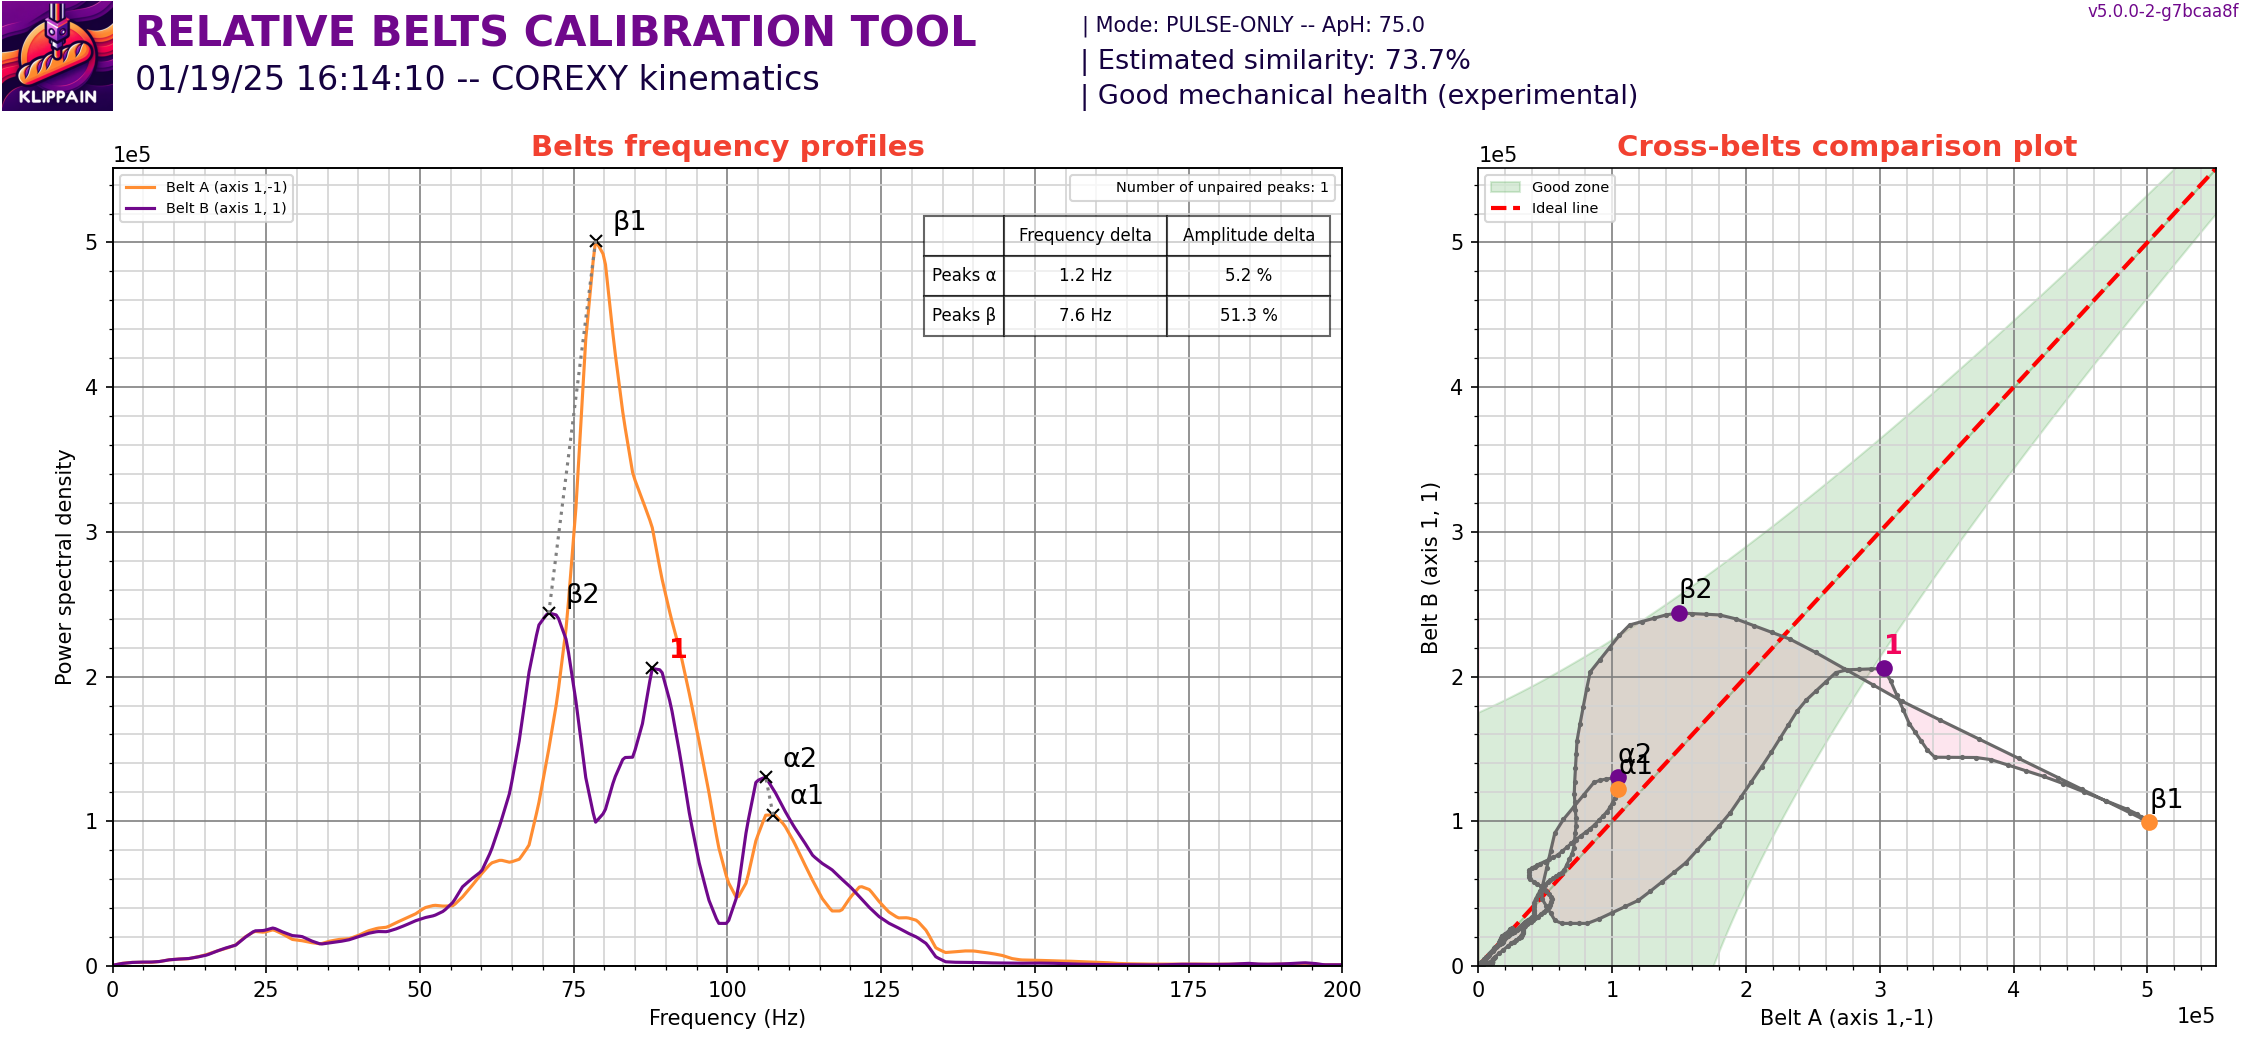 v5.0.0-2-g7bcaa8f
RELATIVE BELTS CALIBRATION TOOL
01/19/25 16:14:10 -- COREXY kinematics
KLIPPAIN
| Mode: PULSE-ONLY -- ApH: 75.0
| Estimated similarity: 73.7%
| Good mechanical health (experimental)
Belts frequency profiles
1e5
Belt A (axis 1,-1)
Belt B (axis 1, 1)
Number of unpaired peaks: 1
Frequency delta Amplitude delta
Peaks α 1.2 Hz 5.2 %
Peaks β 7.6 Hz 51.3 %
β1
β2
1
α2
α1
Power spectral density
5
4
3
2
1
0
0 25 50 75 100 125 150 175 200
Frequency (Hz)
Cross-belts comparison plot
1e5
Good zone
Ideal line
β2
1
α2
α1
β1
Belt B (axis 1, 1)
5
4
3
2
1
0
0 1 2 3 4 5
Belt A (axis 1,-1)
1e5